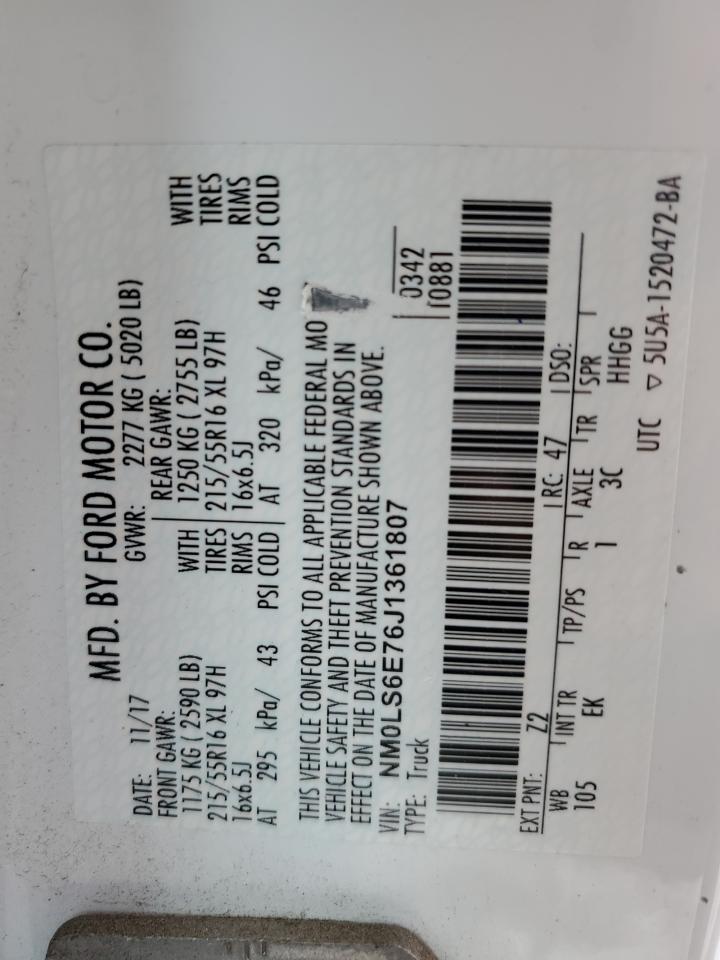 MFD. BY FORD MOTOR CO.
DATE: 11/17 GVWR: 2277 KG ( 5020 LB)
FRONT GAWR: REAR GAWR:
1175 KG ( 2590 LB) WITH 1250 KG ( 2755 LB) WITH
215/55R16 XL 97H TIRES 215/55R16 XL 97H TIRES
16x6.5J RIMS 16x6.5J RIMS
AT 295 kPa/ 43 PSI COLD AT 320 kPa/ 46 PSI COLD
THIS VEHICLE CONFORMS TO ALL APPLICABLE FEDERAL MO
VEHICLE SAFETY AND THEFT PREVENTION STANDARDS IN
EFFECT ON THE DATE OF MANUFACTURE SHOWN ABOVE.
VIN: NM0LS6E76J1361807 0342
TYPE: Truck T0881
EXT PNT: Z2 RC: 47 DSO:
WB INT TR TP/PS R AXLE TR SPR
105 EK 1 3C HHGG
UTC ▽ 5U5A-1520472-BA